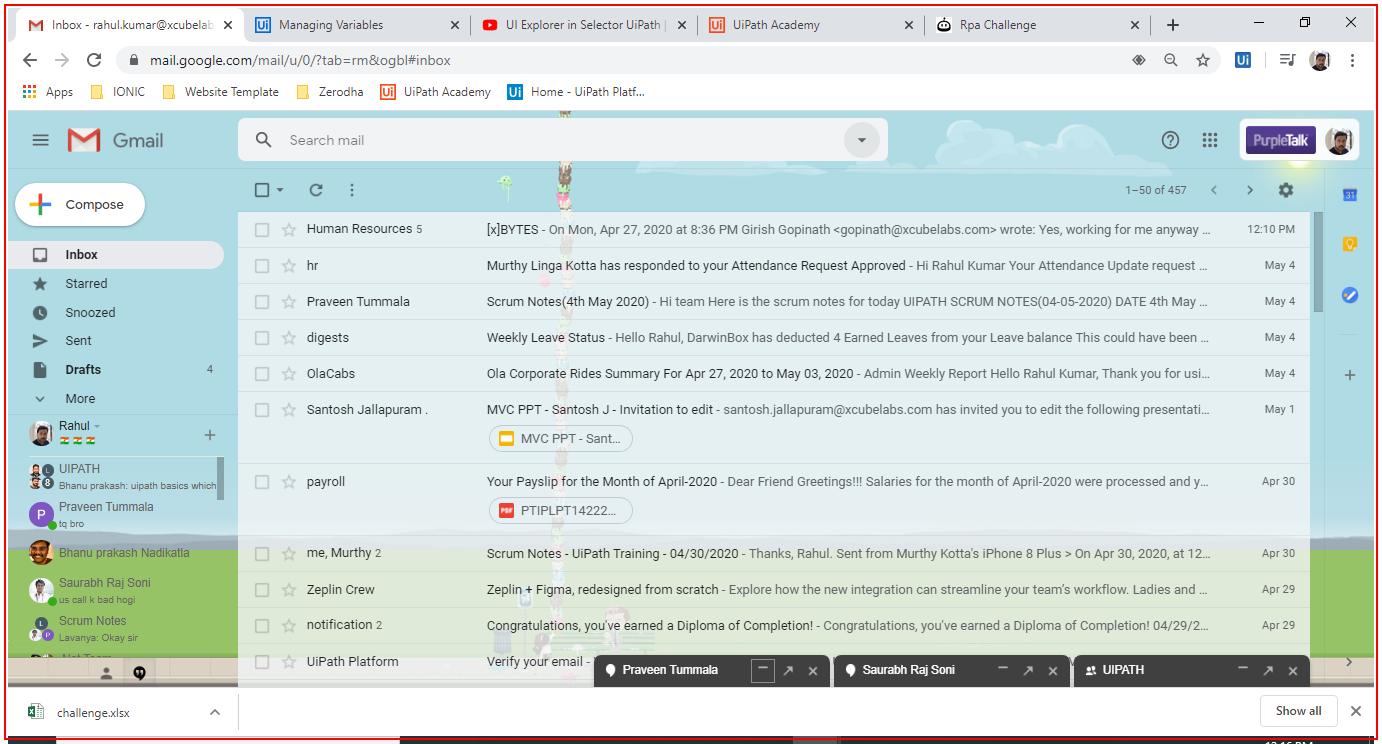 Inbox - rahul.kumar@xcubelab
Managing Variables
UI Explorer in Selector UiPath |
UiPath Academy
Rpa Challenge
mail.google.com/mail/u/0/?tab=rm&ogbl#inbox
Apps
IONIC
Website Template
Zerodha
UiPath Academy
Home - UiPath Platf...
Gmail
Search mail
PurpleTalk
Compose
1–50 of 457
31
Inbox
Starred
Snoozed
Sent
Drafts 4
More
Rahul
UIPATH
Bhanu prakash: uipath basics which
Praveen Tummala
tq bro
Bhanu prakash Nadikatla
Saurabh Raj Soni
us call k bad hogi
Scrum Notes
Lavanya: Okay sir
Human Resources 5 [x]BYTES - On Mon, Apr 27, 2020 at 8:36 PM Girish Gopinath <gopinath@xcubelabs.com> wrote: Yes, working for me anyway ... 12:10 PM
hr Murthy Linga Kotta has responded to your Attendance Request Approved - Hi Rahul Kumar Your Attendance Update request ... May 4
Praveen Tummala Scrum Notes(4th May 2020) - Hi team Here is the scrum notes for today UIPATH SCRUM NOTES(04-05-2020) DATE 4th May ... May 4
digests Weekly Leave Status - Hello Rahul, DarwinBox has deducted 4 Earned Leaves from your Leave balance This could have been ... May 4
OlaCabs Ola Corporate Rides Summary For Apr 27, 2020 to May 03, 2020 - Admin Weekly Report Hello Rahul Kumar, Thank you for usi... May 4
Santosh Jallapuram . MVC PPT - Santosh J - Invitation to edit - santosh.jallapuram@xcubelabs.com has invited you to edit the following presentati... May 1
MVC PPT - Sant...
payroll Your Payslip for the Month of April-2020 - Dear Friend Greetings!!! Salaries for the month of April-2020 were processed and y... Apr 30
PDF PTIPLPT14222...
me, Murthy 2 Scrum Notes - UiPath Training - 04/30/2020 - Thanks, Rahul. Sent from Murthy Kotta's iPhone 8 Plus > On Apr 30, 2020, at 12... Apr 30
Zeplin Crew Zeplin + Figma, redesigned from scratch - Explore how the new integration can streamline your team's workflow. Ladies and ... Apr 29
notification 2 Congratulations, you've earned a Diploma of Completion! - Congratulations, you've earned a Diploma of Completion! 04/29/2... Apr 29
UiPath Platform Verify your email -
Praveen Tummala
Saurabh Raj Soni
UIPATH
challenge.xlsx
Show all